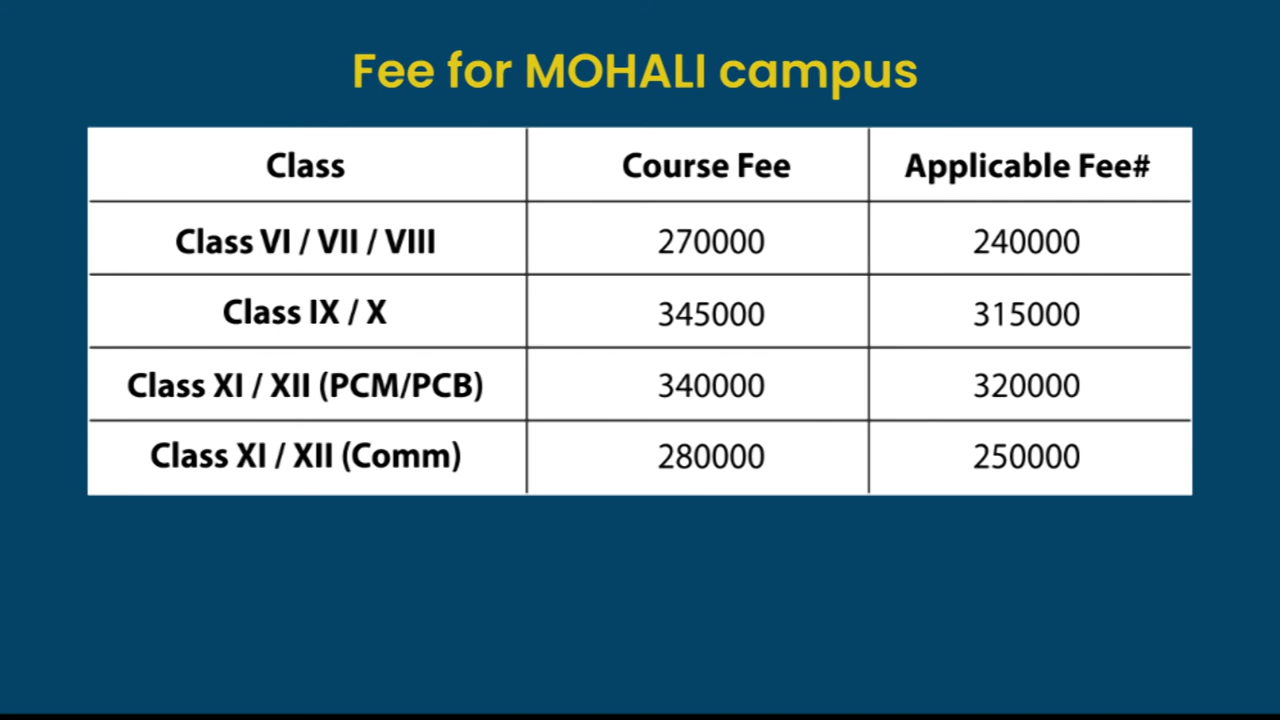 Fee for MOHALI campus
Class Course Fee Applicable Fee#
Class VI / VII / VIII 270000 240000
Class IX / X 345000 315000
Class XI / XII (PCM/PCB) 340000 320000
Class XI / XII (Comm) 280000 250000